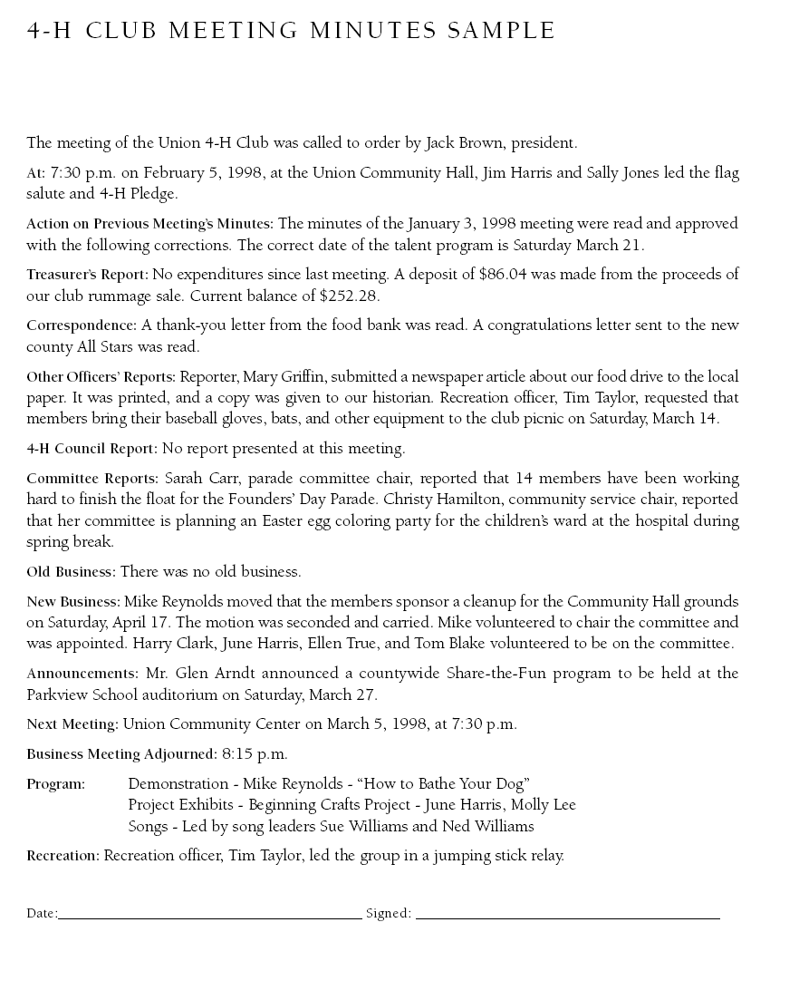 4-H CLUB MEETING MINUTES SAMPLE
The meeting of the Union 4-H Club was called to order by Jack Brown, president.
At: 7:30 p.m. on February 5, 1998, at the Union Community Hall, Jim Harris and Sally Jones led the flag
salute and 4-H Pledge.
Action on Previous Meeting's Minutes: The minutes of the January 3, 1998 meeting were read and approved
with the following corrections. The correct date of the talent program is Saturday March 21.
Treasurer's Report: No expenditures since last meeting. A deposit of $86.04 was made from the proceeds of
our club rummage sale. Current balance of $252.28.
Correspondence: A thank-you letter from the food bank was read. A congratulations letter sent to the new
county All Stars was read.
Other Officers' Reports: Reporter, Mary Griffin, submitted a newspaper article about our food drive to the local
paper. It was printed, and a copy was given to our historian. Recreation officer, Tim Taylor, requested that
members bring their baseball gloves, bats, and other equipment to the club picnic on Saturday, March 14.
4-H Council Report: No report presented at this meeting.
Committee Reports: Sarah Carr, parade committee chair, reported that 14 members have been working
hard to finish the float for the Founders' Day Parade. Christy Hamilton, community service chair, reported
that her committee is planning an Easter egg coloring party for the children's ward at the hospital during
spring break.
Old Business: There was no old business.
New Business: Mike Reynolds moved that the members sponsor a cleanup for the Community Hall grounds
on Saturday, April 17. The motion was seconded and carried. Mike volunteered to chair the committee and
was appointed. Harry Clark, June Harris, Ellen True, and Tom Blake volunteered to be on the committee.
Announcements: Mr. Glen Arndt announced a countywide Share-the-Fun program to be held at the
Parkview School auditorium on Saturday, March 27.
Next Meeting: Union Community Center on March 5, 1998, at 7:30 p.m.
Business Meeting Adjourned: 8:15 p.m.
Program: Demonstration - Mike Reynolds - “How to Bathe Your Dog”
Project Exhibits - Beginning Crafts Project - June Harris, Molly Lee
Songs - Led by song leaders Sue Williams and Ned Williams
Recreation: Recreation officer, Tim Taylor, led the group in a jumping stick relay.
Date: Signed: